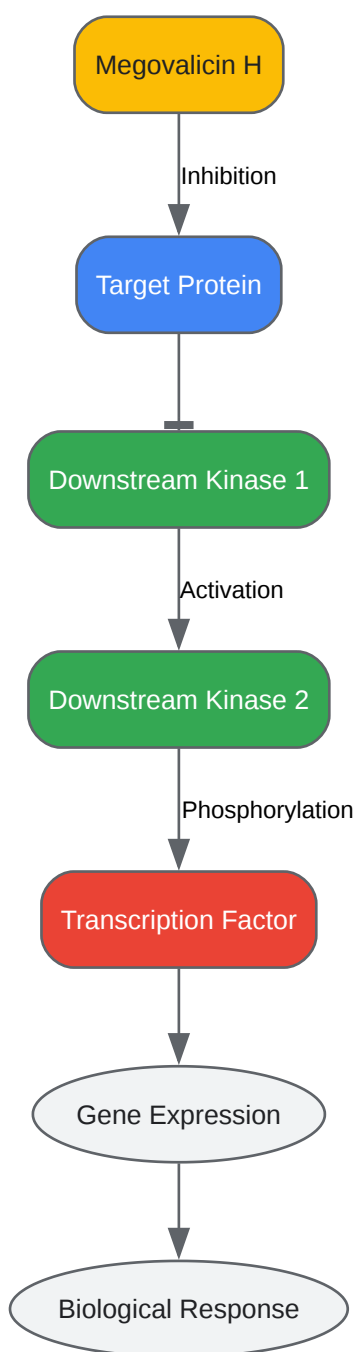 Megovalicin H
Inhibition
Target Protein
Downstream Kinase 1
Activation
Downstream Kinase 2
Phosphorylation
Transcription Factor
Gene Expression
Biological Response